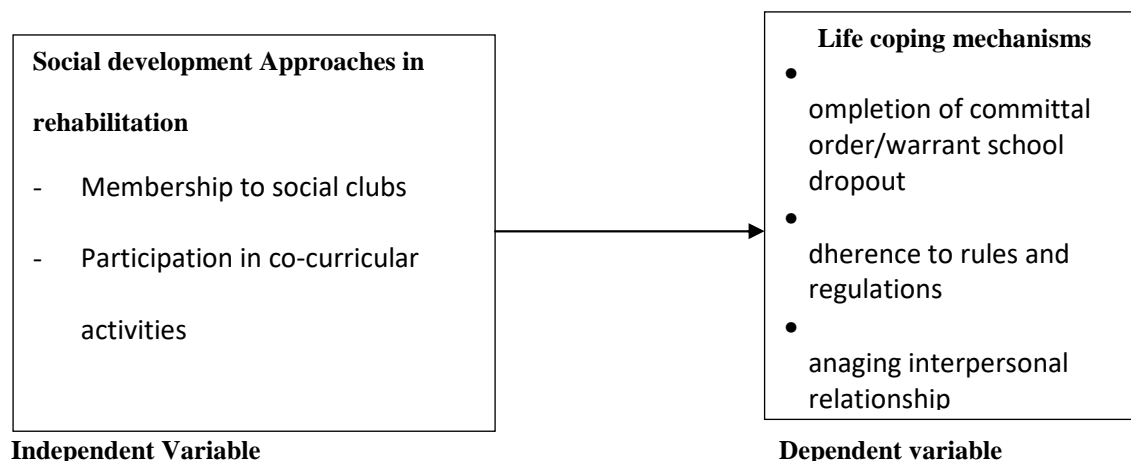 Social development Approaches in
rehabilitation
- Membership to social clubs
- Participation in co-curricular
activities
Independent Variable
Life coping mechanisms
•
ompletion of committal
order/warrant school
dropout
•
dherence to rules and
regulations
•
anaging interpersonal
relationship
Dependent variable